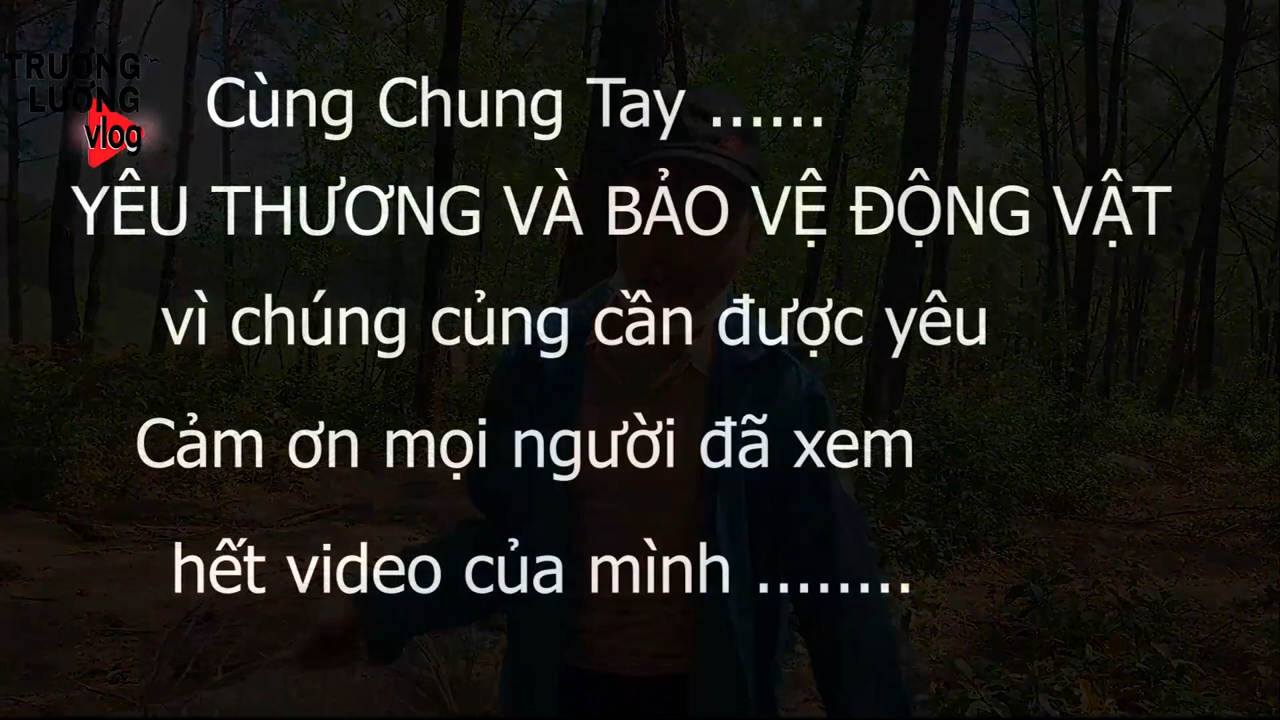 TRƯƠNG
LƯƠNG
vlog
Cùng Chung Tay ......
YÊU THƯƠNG VÀ BẢO VỆ ĐỘNG VẬT
vì chúng củng cần được yêu
Cảm ơn mọi người đã xem
hết video của mình ........